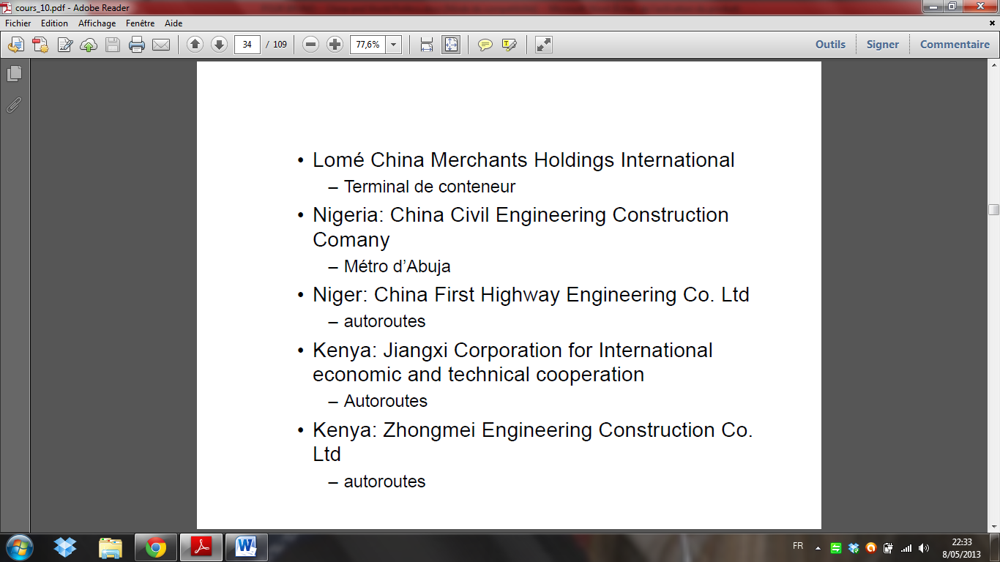 cours_10.pdf - Adobe Reader
Fichier Edition Affichage Fenêtre Aide
34 / 109 77,6% Outils Signer Commentaire
• Lomé China Merchants Holdings International
– Terminal de conteneur
• Nigeria: China Civil Engineering Construction
Comany
– Métro d’Abuja
• Niger: China First Highway Engineering Co. Ltd
– autoroutes
• Kenya: Jiangxi Corporation for International
economic and technical cooperation
– Autoroutes
• Kenya: Zhongmei Engineering Construction Co.
Ltd
– autoroutes
FR
22:33
8/05/2013